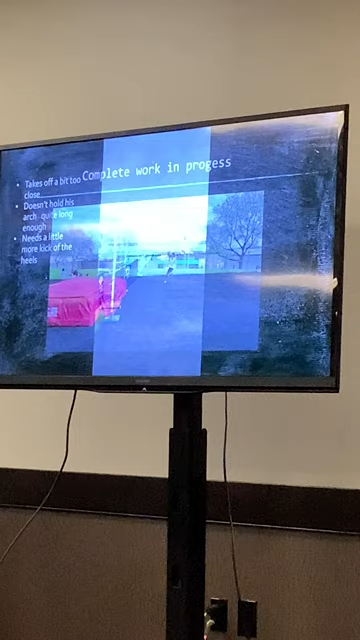 Complete work in progess
• Takes off a bit too
close
• Doesn't hold his
arch quite long
enough
• Needs a little
more kick of the
heels